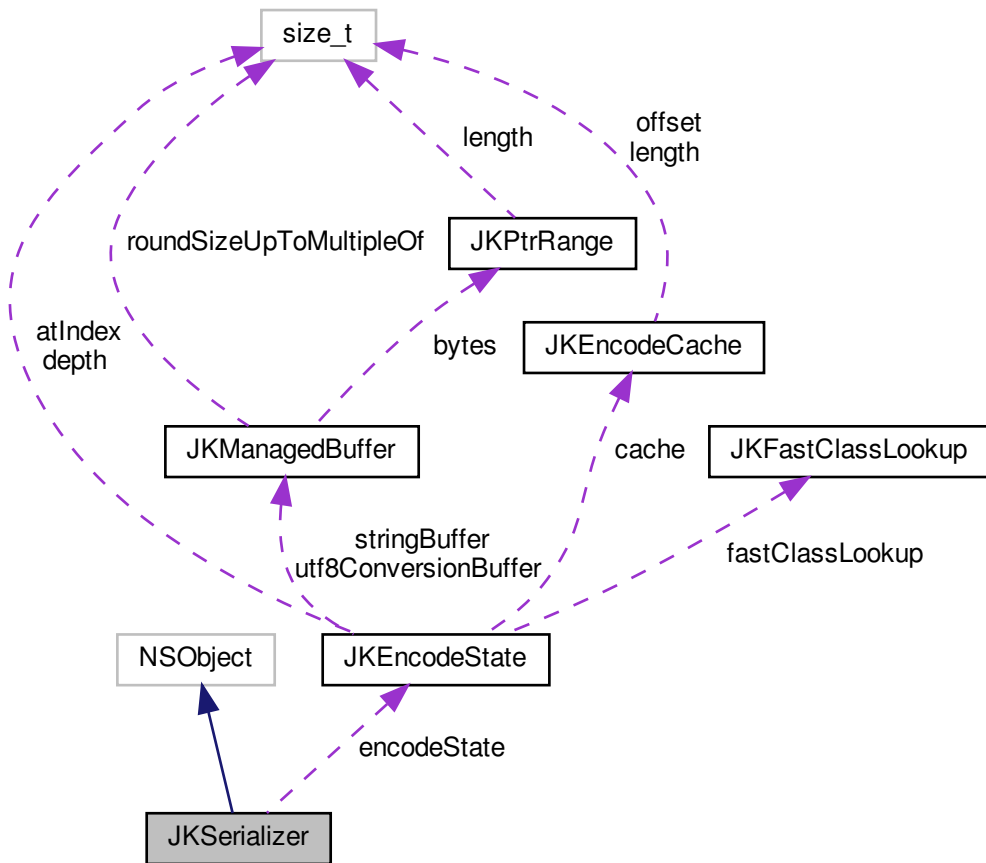 size_t
offset
length
length
roundSizeUpToMultipleOf
JKPtrRange
atIndex
depth
bytes
JKEncodeCache
JKManagedBuffer
cache
JKFastClassLookup
stringBuffer
utf8ConversionBuffer
fastClassLookup
NSObject
JKEncodeState
encodeState
JKSerializer